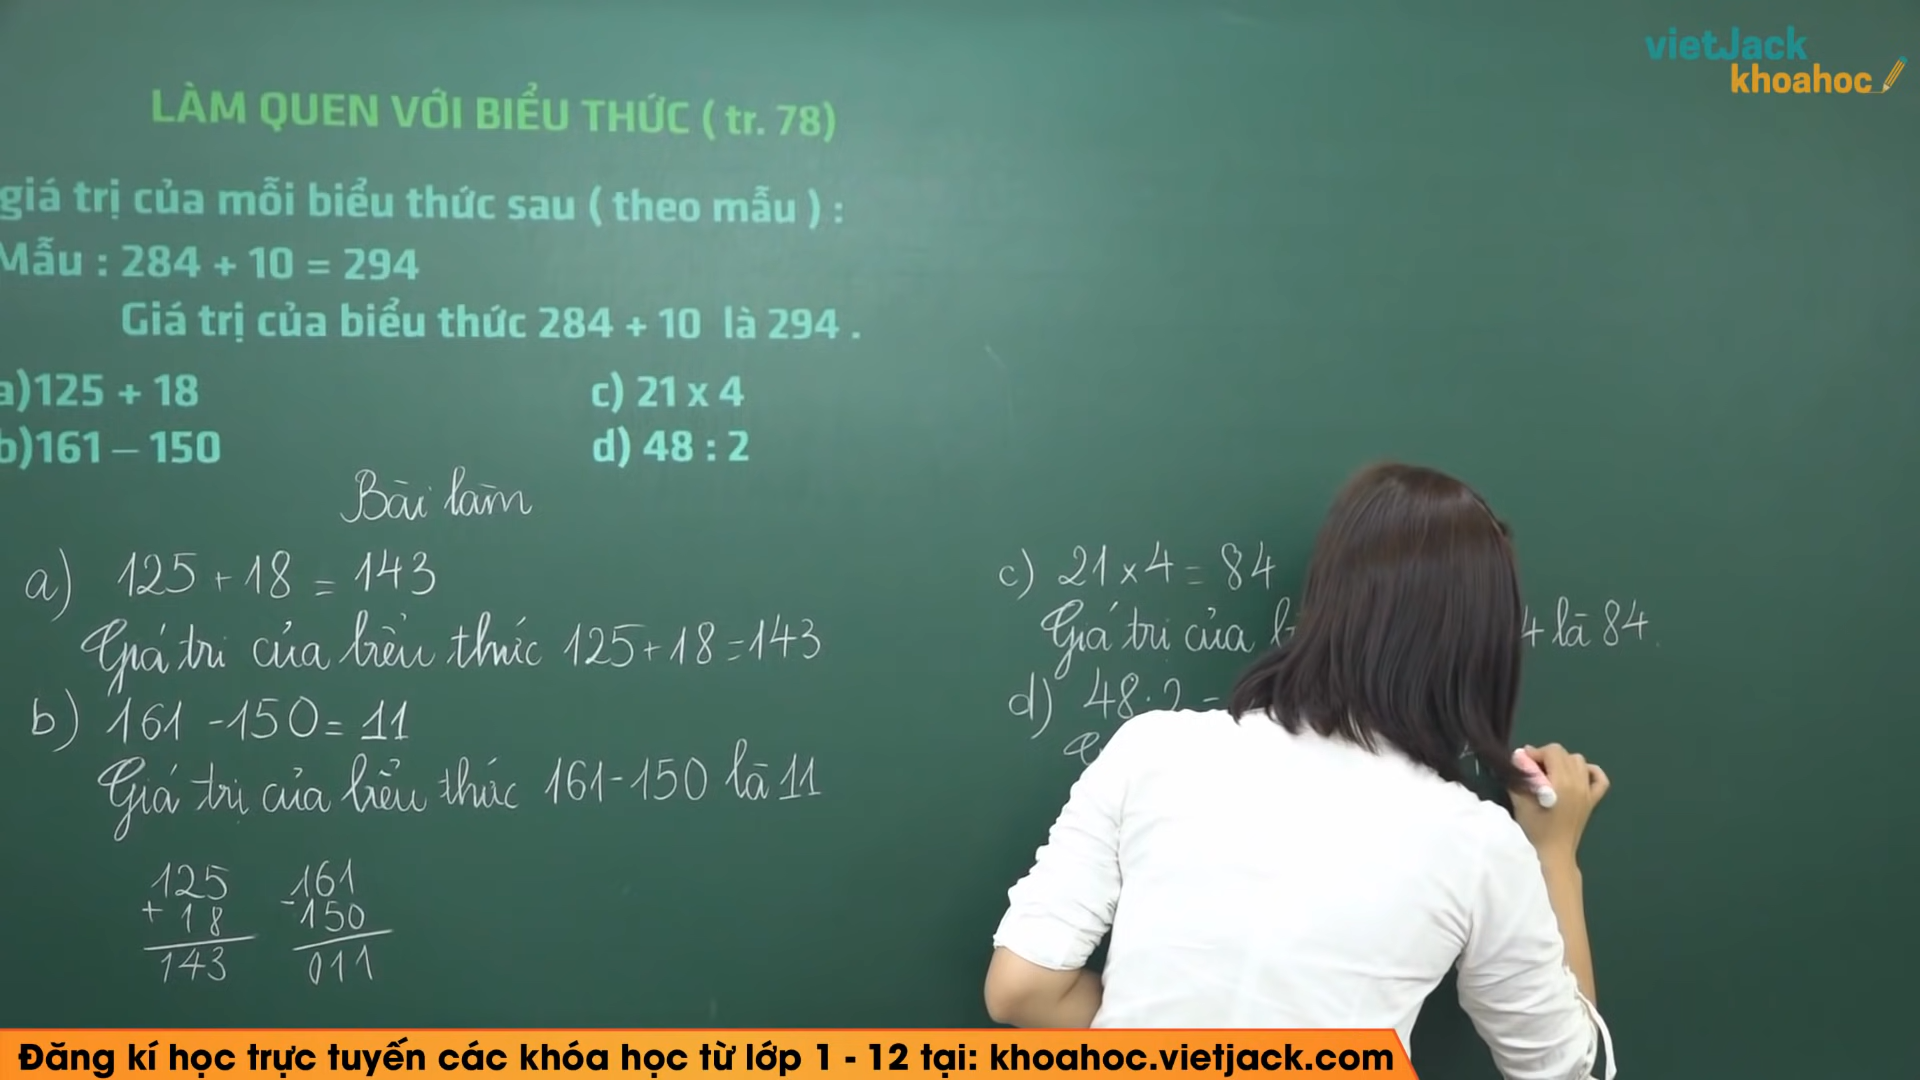 vietJack
khoahoc
LÀM QUEN VỚI BIỂU THỨC ( tr. 78)
giá trị của mỗi biểu thức sau ( theo mẫu ) :
Mẫu : 284 + 10 = 294
Giá trị của biểu thức 284 + 10 là 294 .
a)125 + 18
c) 21 x 4
b)161 – 150
d) 48 : 2
Bài làm
a) 125 + 18 = 143
Giá trị của biểu thức 125 + 18 = 143
b) 161 - 150 = 11
Giá trị của biểu thức 161 - 150 là 11
125
+ 18
143
- 161
150
011
c) 21 x 4 = 84
Giá trị của 4 là 84.
d) 48 : 2 =
Đăng kí học trực tuyến các khóa học từ lớp 1 - 12 tại: khoahoc.vietjack.com